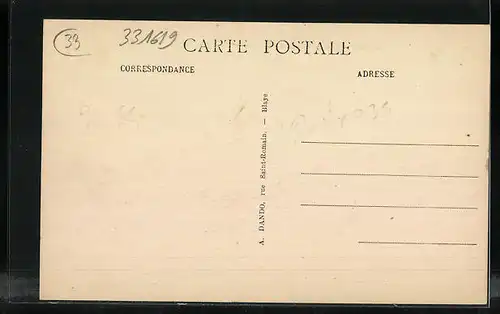 33
331619
CARTE POSTALE
CORRESPONDANCE
ADRESSE
A. DANDO, rue Saint-Romain. — Blaye